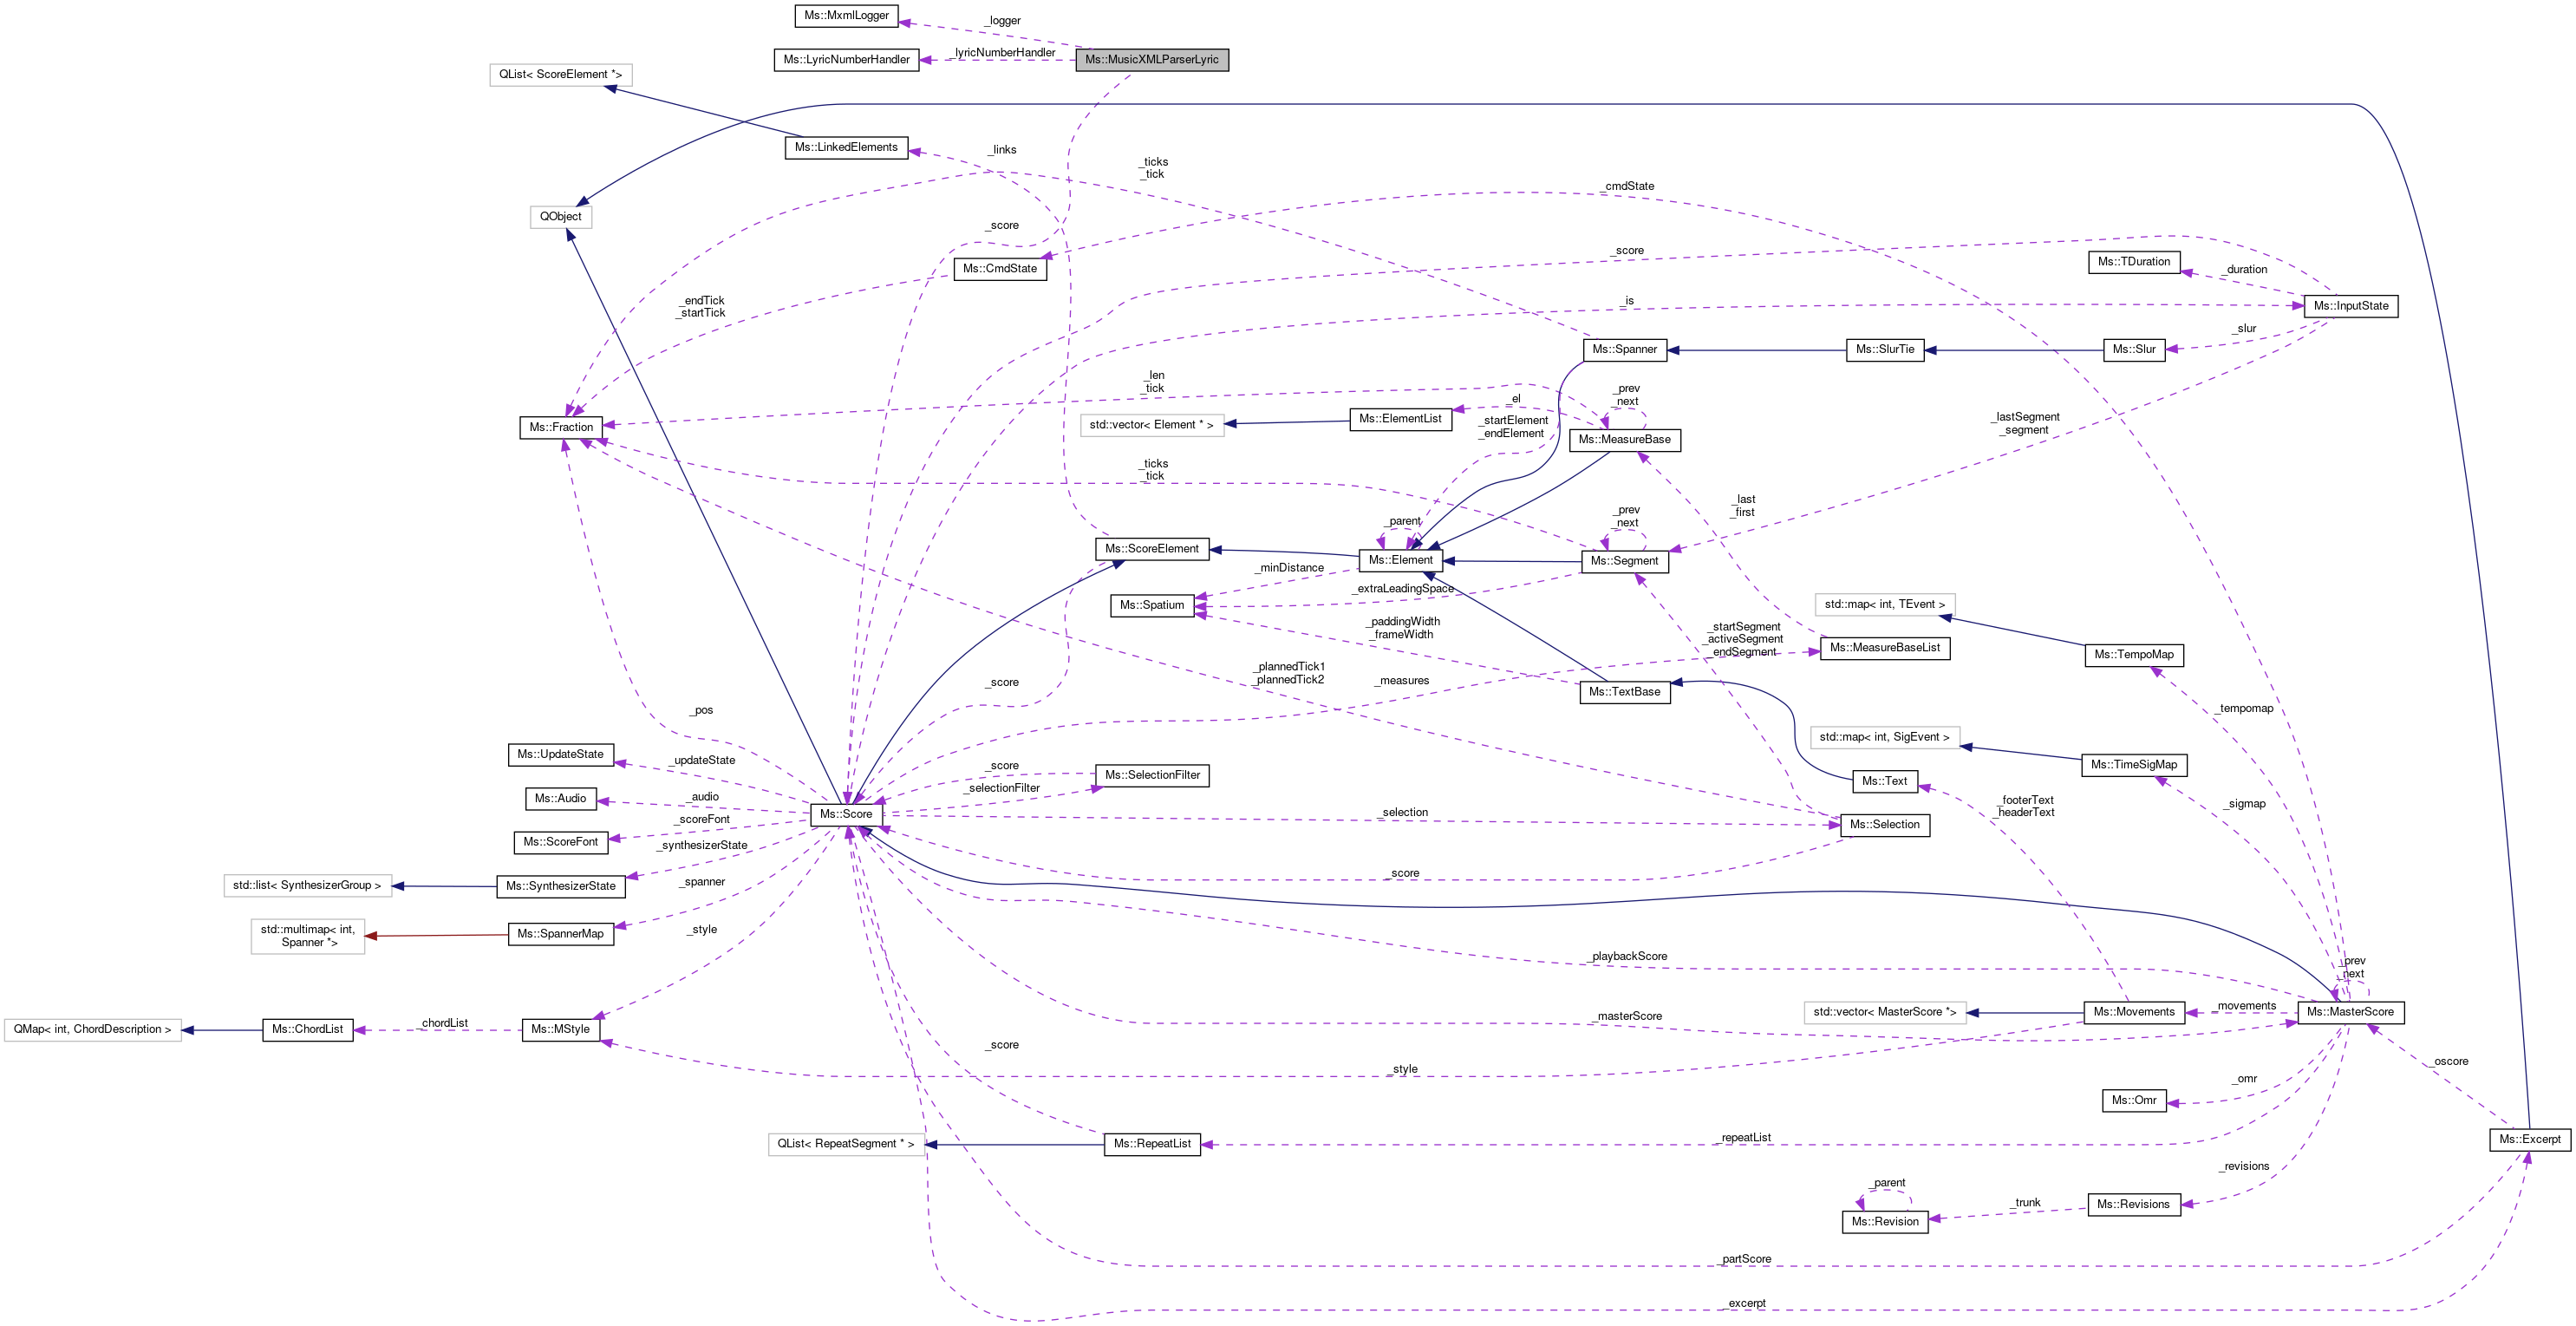 Ms::MxmlLogger
_logger
Ms::LyricNumberHandler
_lyricNumberHandler
Ms::MusicXMLParserLyric
QList< ScoreElement *>
Ms::LinkedElements
_links
_ticks
_tick
_cmdState
QObject
_score
_score
Ms::CmdState
Ms::TDuration
_duration
_endTick
_startTick
_is
Ms::InputState
_slur
Ms::Spanner
Ms::SlurTie
Ms::Slur
_len
_tick
_prev
_next
_el
Ms::Fraction
std::vector< Element * >
Ms::ElementList
_startElement
_endElement
Ms::MeasureBase
_lastSegment
_segment
_ticks
_tick
_last
_first
_prev
_next
_parent
Ms::ScoreElement
Ms::Element
Ms::Segment
_minDistance
_extraLeadingSpace
Ms::Spatium
std::map< int, TEvent >
_paddingWidth
_frameWidth
_startSegment
_activeSegment
_endSegment
Ms::MeasureBaseList
Ms::TempoMap
_plannedTick1
_plannedTick2
_score
_measures
Ms::TextBase
_pos
_tempomap
std::map< int, SigEvent >
Ms::UpdateState
_updateState
_score
Ms::SelectionFilter
_selectionFilter
Ms::TimeSigMap
Ms::Text
Ms::Audio
_audio
_sigmap
_footerText
_headerText
Ms::Score
_selection
Ms::Selection
_scoreFont
Ms::ScoreFont
_synthesizerState
std::list< SynthesizerGroup >
Ms::SynthesizerState
_spanner
_score
std::multimap< int,
Spanner *>
Ms::SpannerMap
_style
_playbackScore
_prev
_next
QMap< int, ChordDescription >
Ms::ChordList
_chordList
Ms::MStyle
_masterScore
std::vector< MasterScore *>
Ms::Movements
_movements
Ms::MasterScore
_score
_style
_oscore
_omr
Ms::Omr
QList< RepeatSegment * >
Ms::RepeatList
_repeatList
Ms::Excerpt
_revisions
_parent
_trunk
Ms::Revisions
Ms::Revision
_partScore
_excerpt